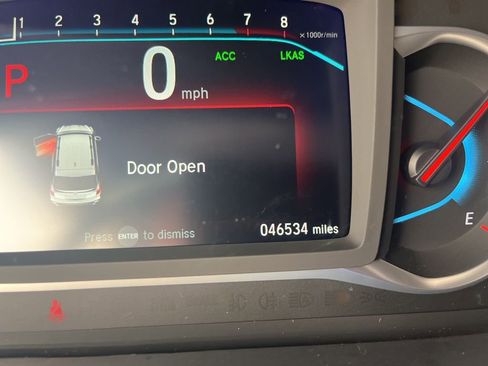 1 2 3 4 5 6 7 8
x1000r/min
P 0 mph
ACC LKAS
Door Open
Press ENTER to dismiss
046534 miles
E